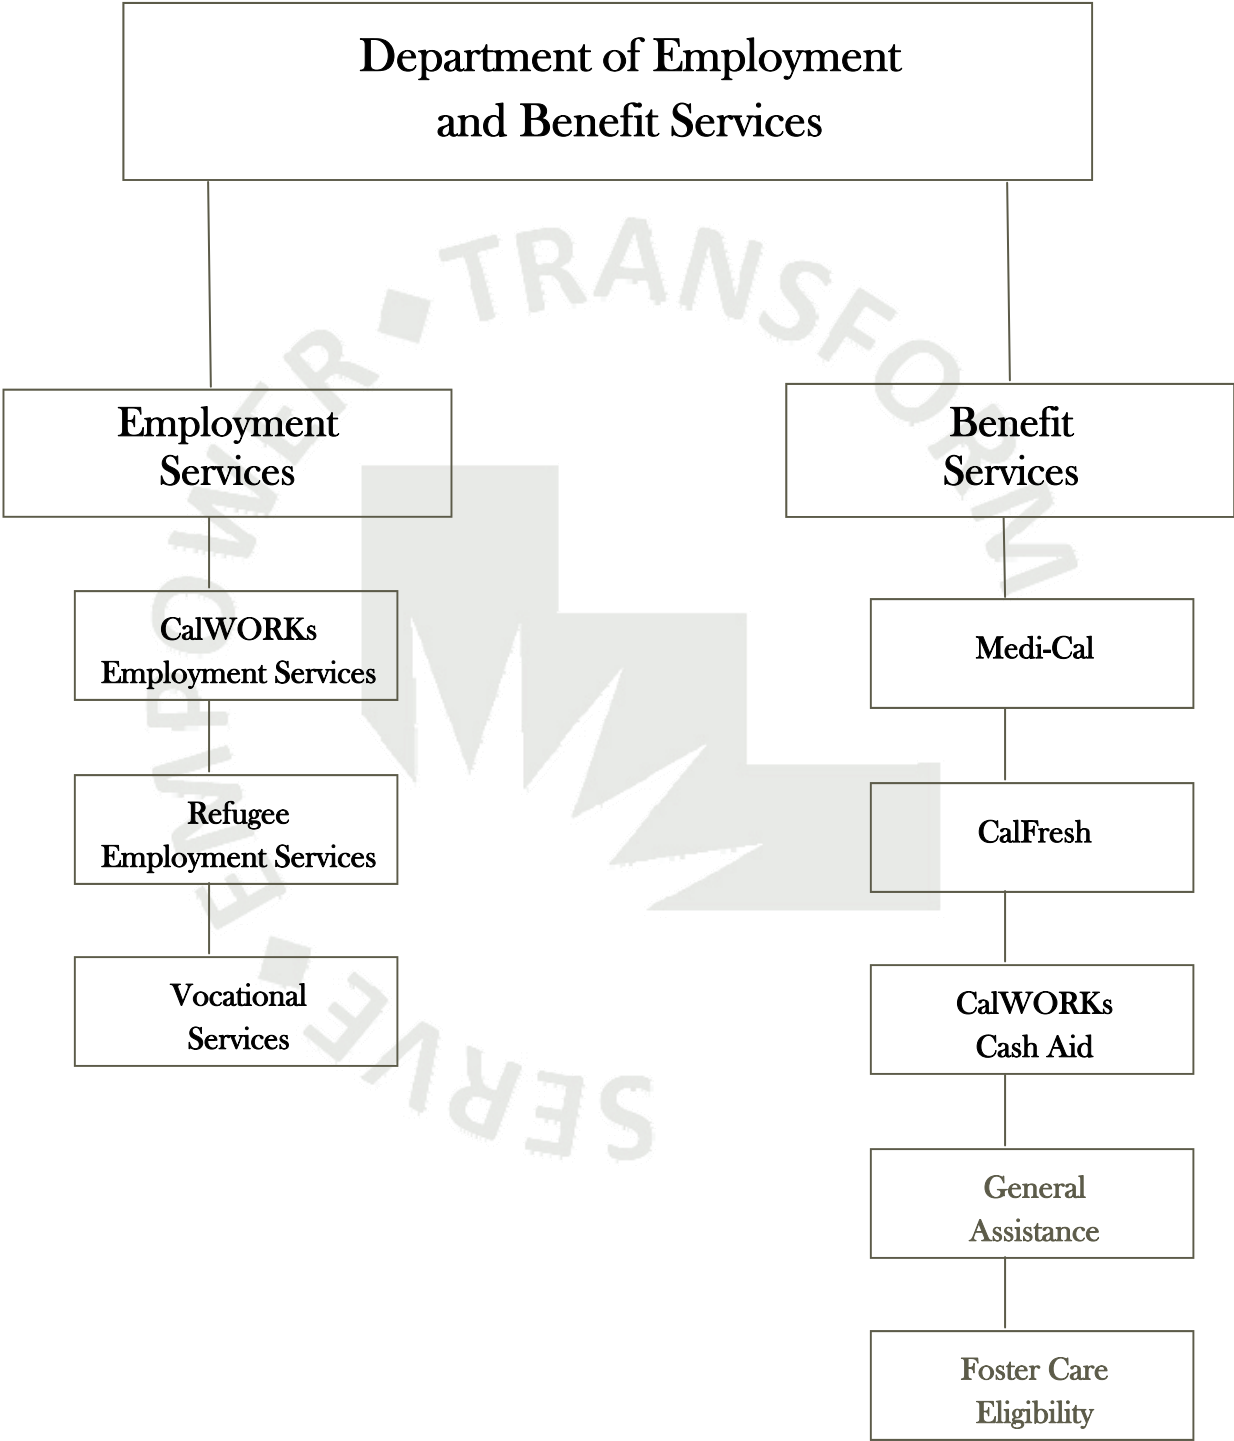 Department of Employment
and Benefit Services
TRANSFORM
EMPOWER
SERVE
Employment
Services
Benefit
Services
CalWORKs
Employment Services
Medi-Cal
Refugee
Employment Services
CalFresh
Vocational
Services
CalWORKs
Cash Aid
General
Assistance
Foster Care
Eligibility